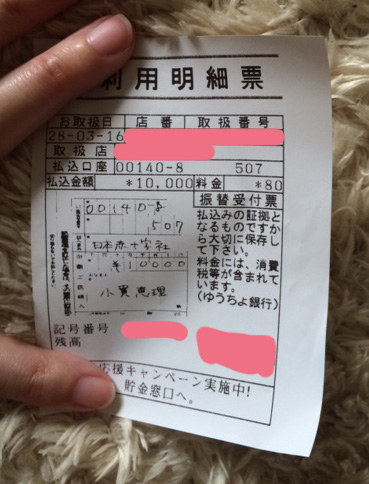 利用明細票
お取扱日 店番 取扱番号
28-03-16
取扱店
払込口座 00140-8 507
払込金額 *10,000 料金 *80
振替受付票
払込みの証拠と
なるものですか
ら大切に保存し
て下さい。
料金には、消費
税等が含まれて
います。
(ゆうちょ銀行)
00140 8
507
日本赤十字社
¥10000
小貫恵理
記号番号
残高
応援キャンペーン実施中!
貯金窓口へ。